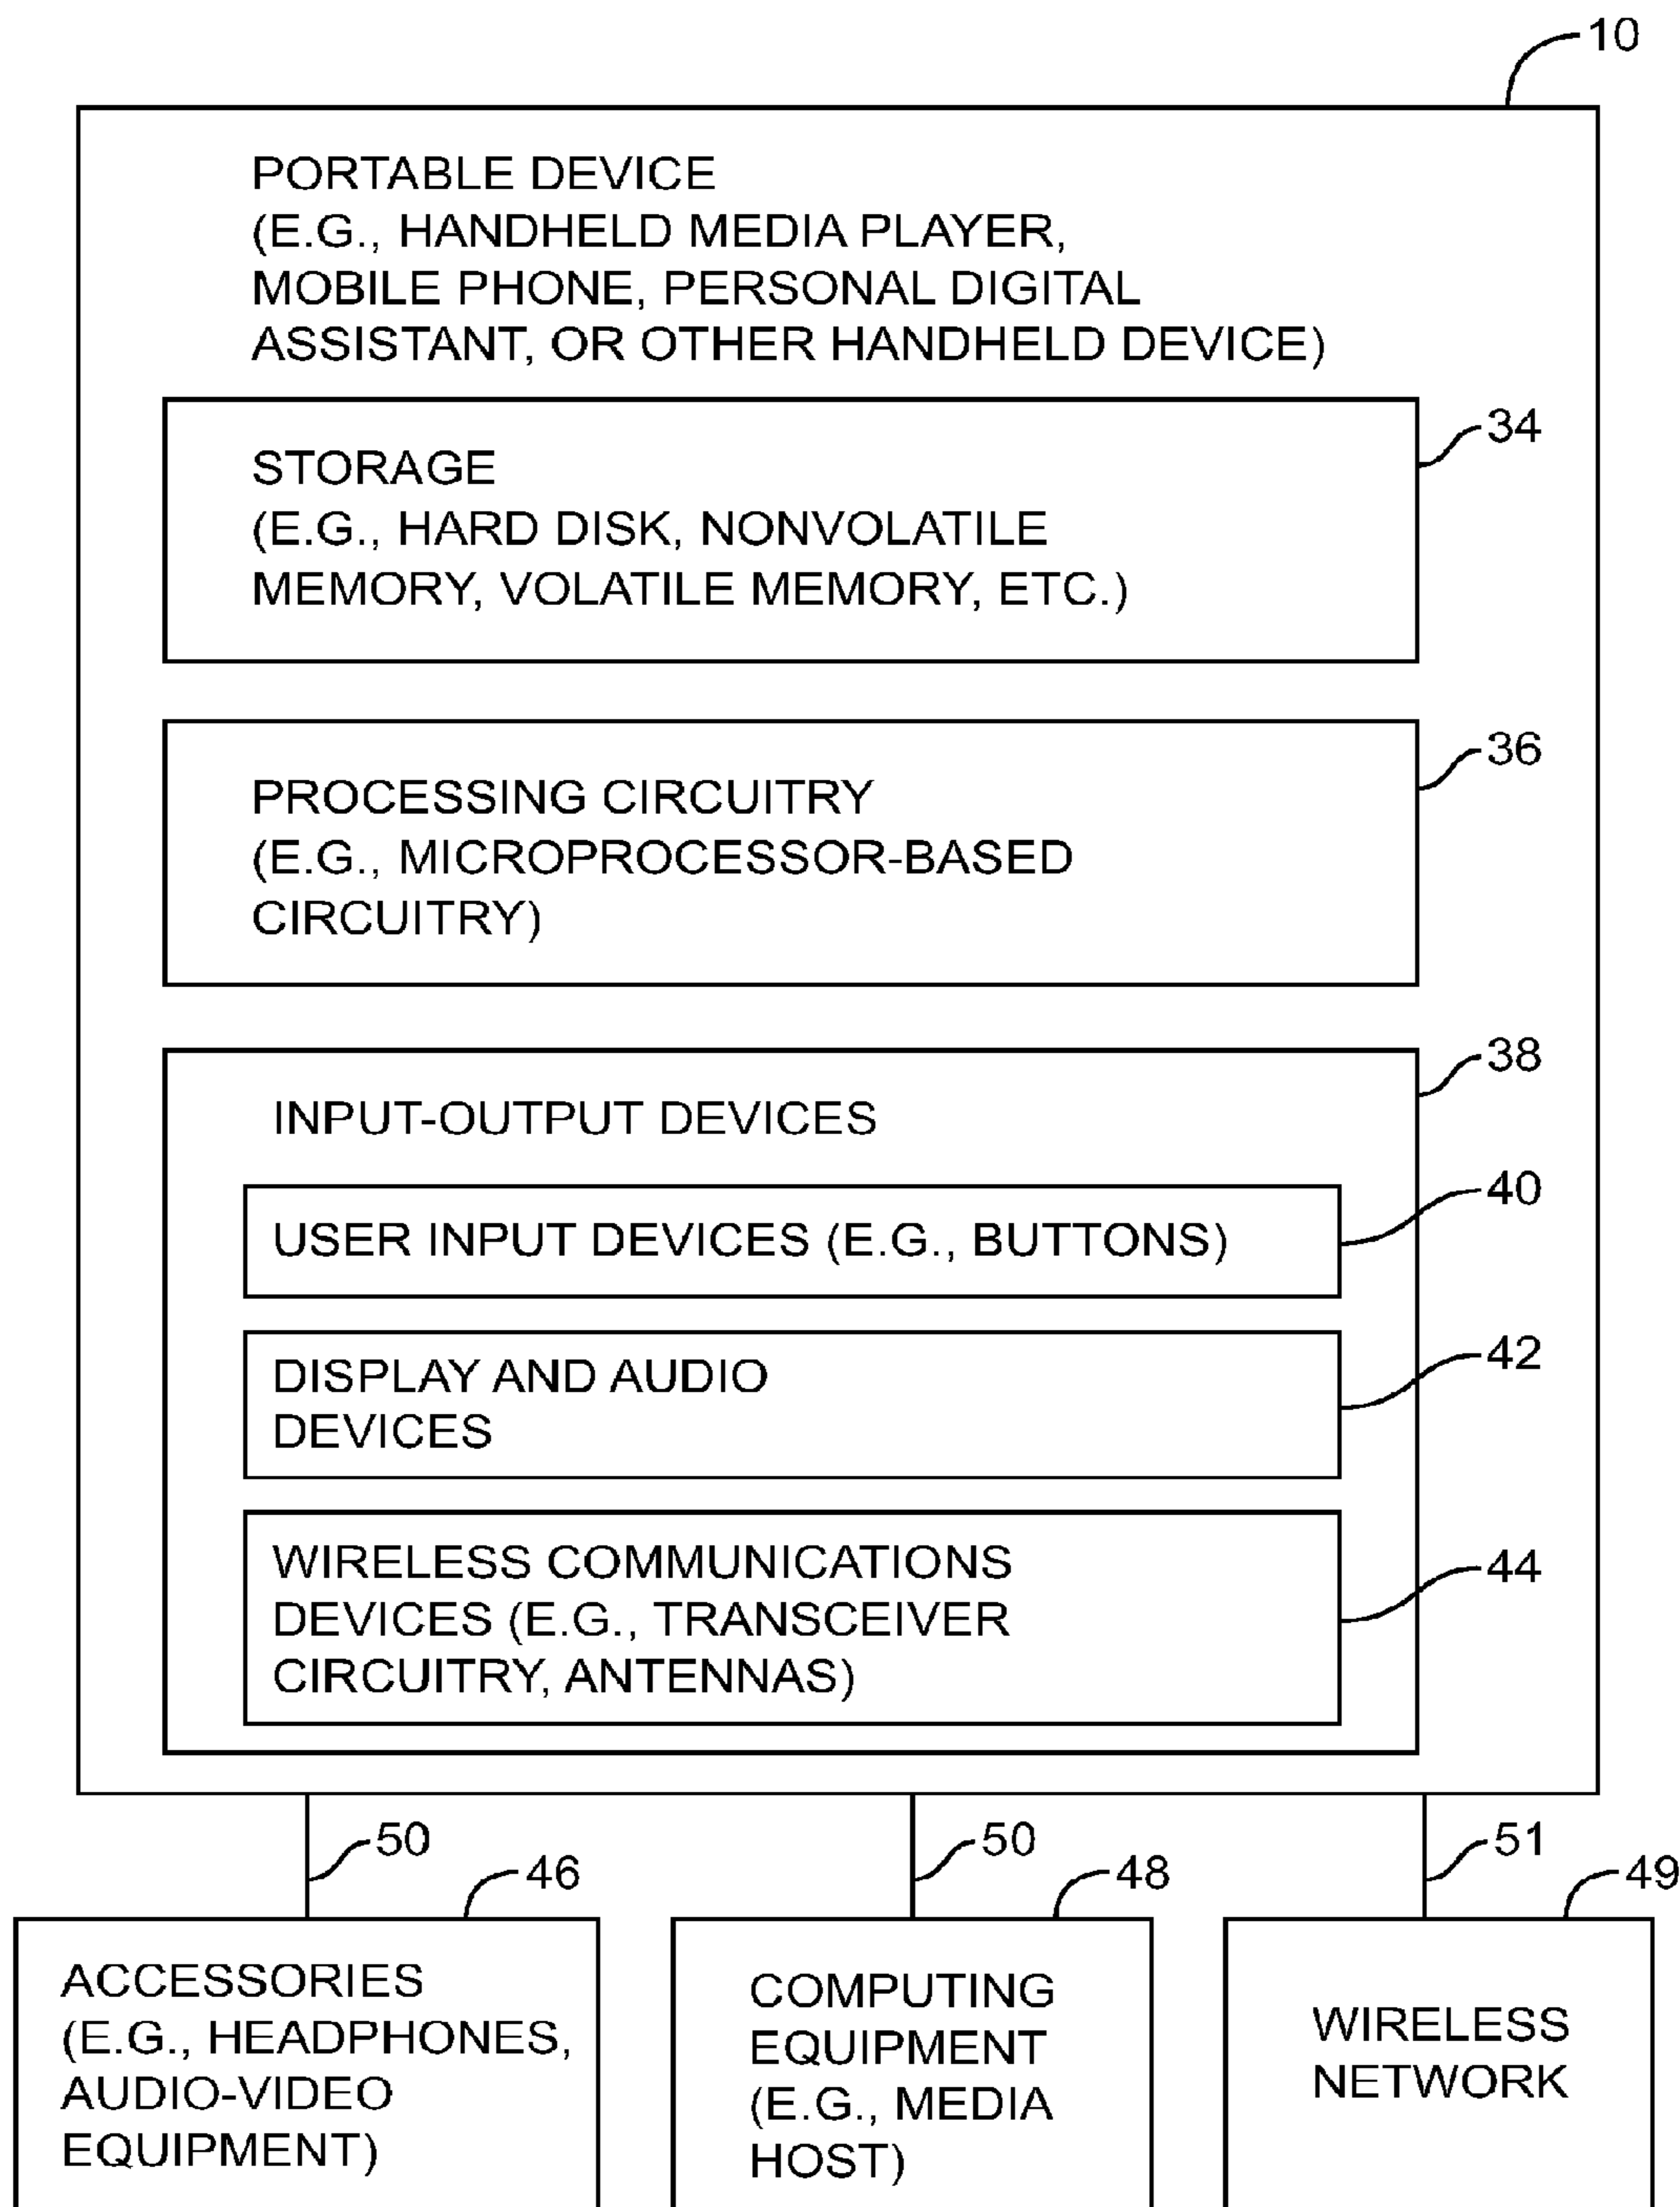 10
PORTABLE DEVICE
(E.G., HANDHELD MEDIA PLAYER,
MOBILE PHONE, PERSONAL DIGITAL
ASSISTANT, OR OTHER HANDHELD DEVICE)
34
STORAGE
(E.G., HARD DISK, NONVOLATILE
MEMORY, VOLATILE MEMORY, ETC.)
36
PROCESSING CIRCUITRY
(E.G., MICROPROCESSOR-BASED
CIRCUITRY)
38
INPUT-OUTPUT DEVICES
40
USER INPUT DEVICES (E.G., BUTTONS)
42
DISPLAY AND AUDIO
DEVICES
44
WIRELESS COMMUNICATIONS
DEVICES (E.G., TRANSCEIVER
CIRCUITRY, ANTENNAS)
50
50
51
46
48
49
ACCESSORIES
(E.G., HEADPHONES,
AUDIO-VIDEO
EQUIPMENT)
COMPUTING
EQUIPMENT
(E.G., MEDIA
HOST)
WIRELESS
NETWORK